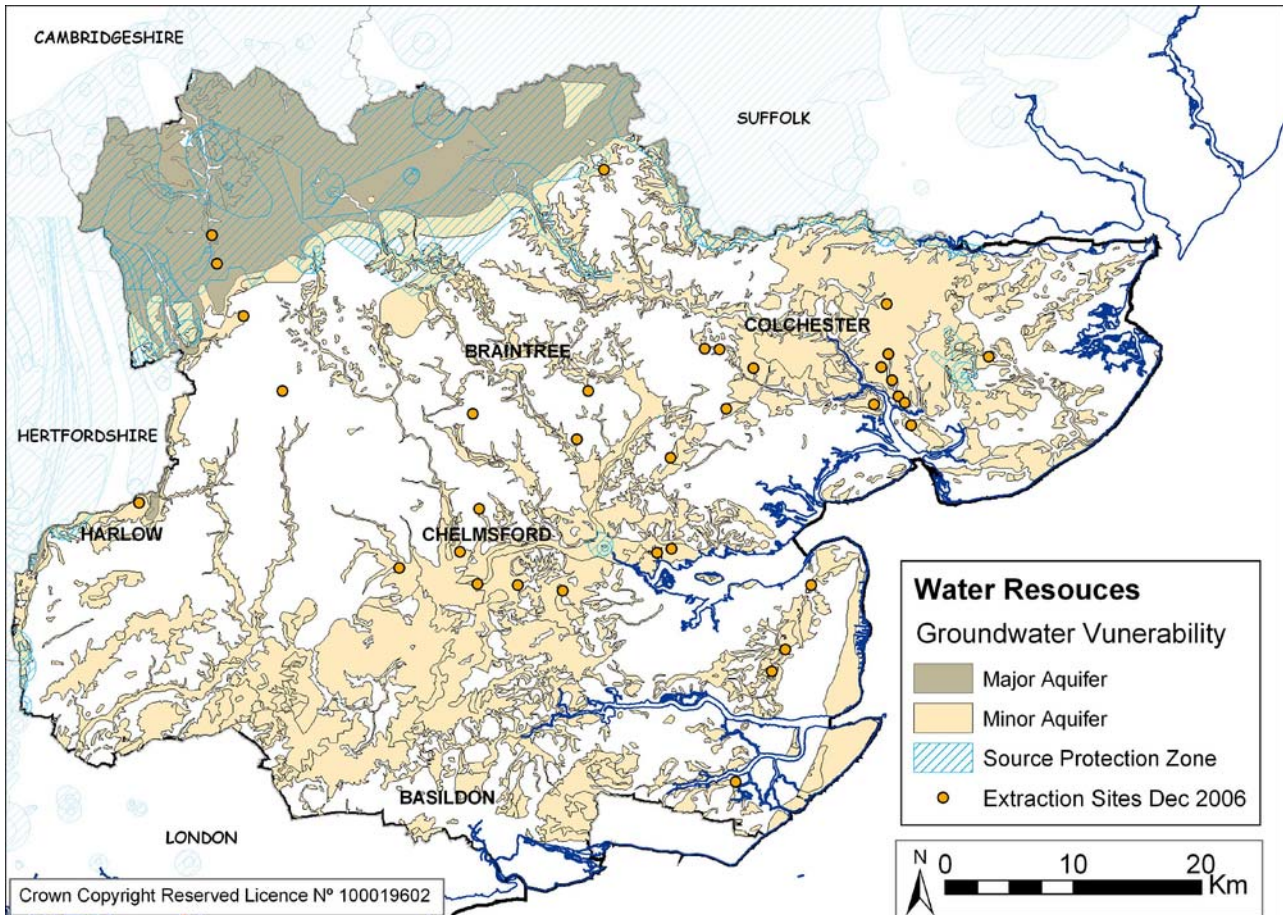 CAMBRIDGESHIRE
SUFFOLK
COLCHESTER
BRAINTREE
HERTFORDSHIRE
HARLOW
CHELMSFORD
BASILDON
LONDON
Water Resouces
Groundwater Vunerability
Major Aquifer
Minor Aquifer
Source Protection Zone
Extraction Sites Dec 2006
N
0 10 20
Km
Crown Copyright Reserved Licence Nº 100019602